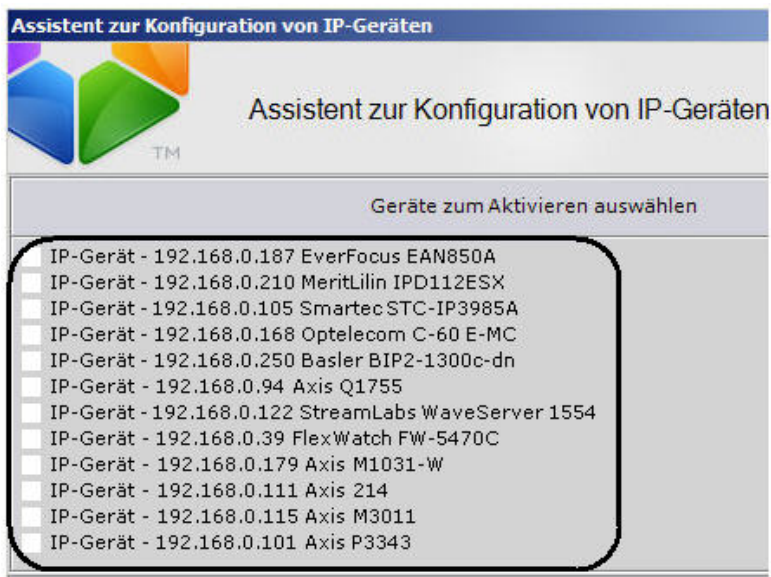 Assistent zur Konfiguration von IP-Geräten
Assistent zur Konfiguration von IP-Geräten
TM
Geräte zum Aktivieren auswählen
IP-Gerät - 192.168.0.187 EverFocus EAN850A
IP-Gerät - 192.168.0.210 MeritLilin IPD112ESX
IP-Gerät - 192.168.0.105 Smartec STC-IP3985A
IP-Gerät - 192.168.0.168 Optelecom C-60 E-MC
IP-Gerät - 192.168.0.250 Basler BIP2-1300c-dn
IP-Gerät - 192.168.0.94 Axis Q1755
IP-Gerät - 192.168.0.122 StreamLabs WaveServer 1554
IP-Gerät - 192.168.0.39 FlexWatch FW-5470C
IP-Gerät - 192.168.0.179 Axis M1031-W
IP-Gerät - 192.168.0.111 Axis 214
IP-Gerät - 192.168.0.115 Axis M3011
IP-Gerät - 192.168.0.101 Axis P3343